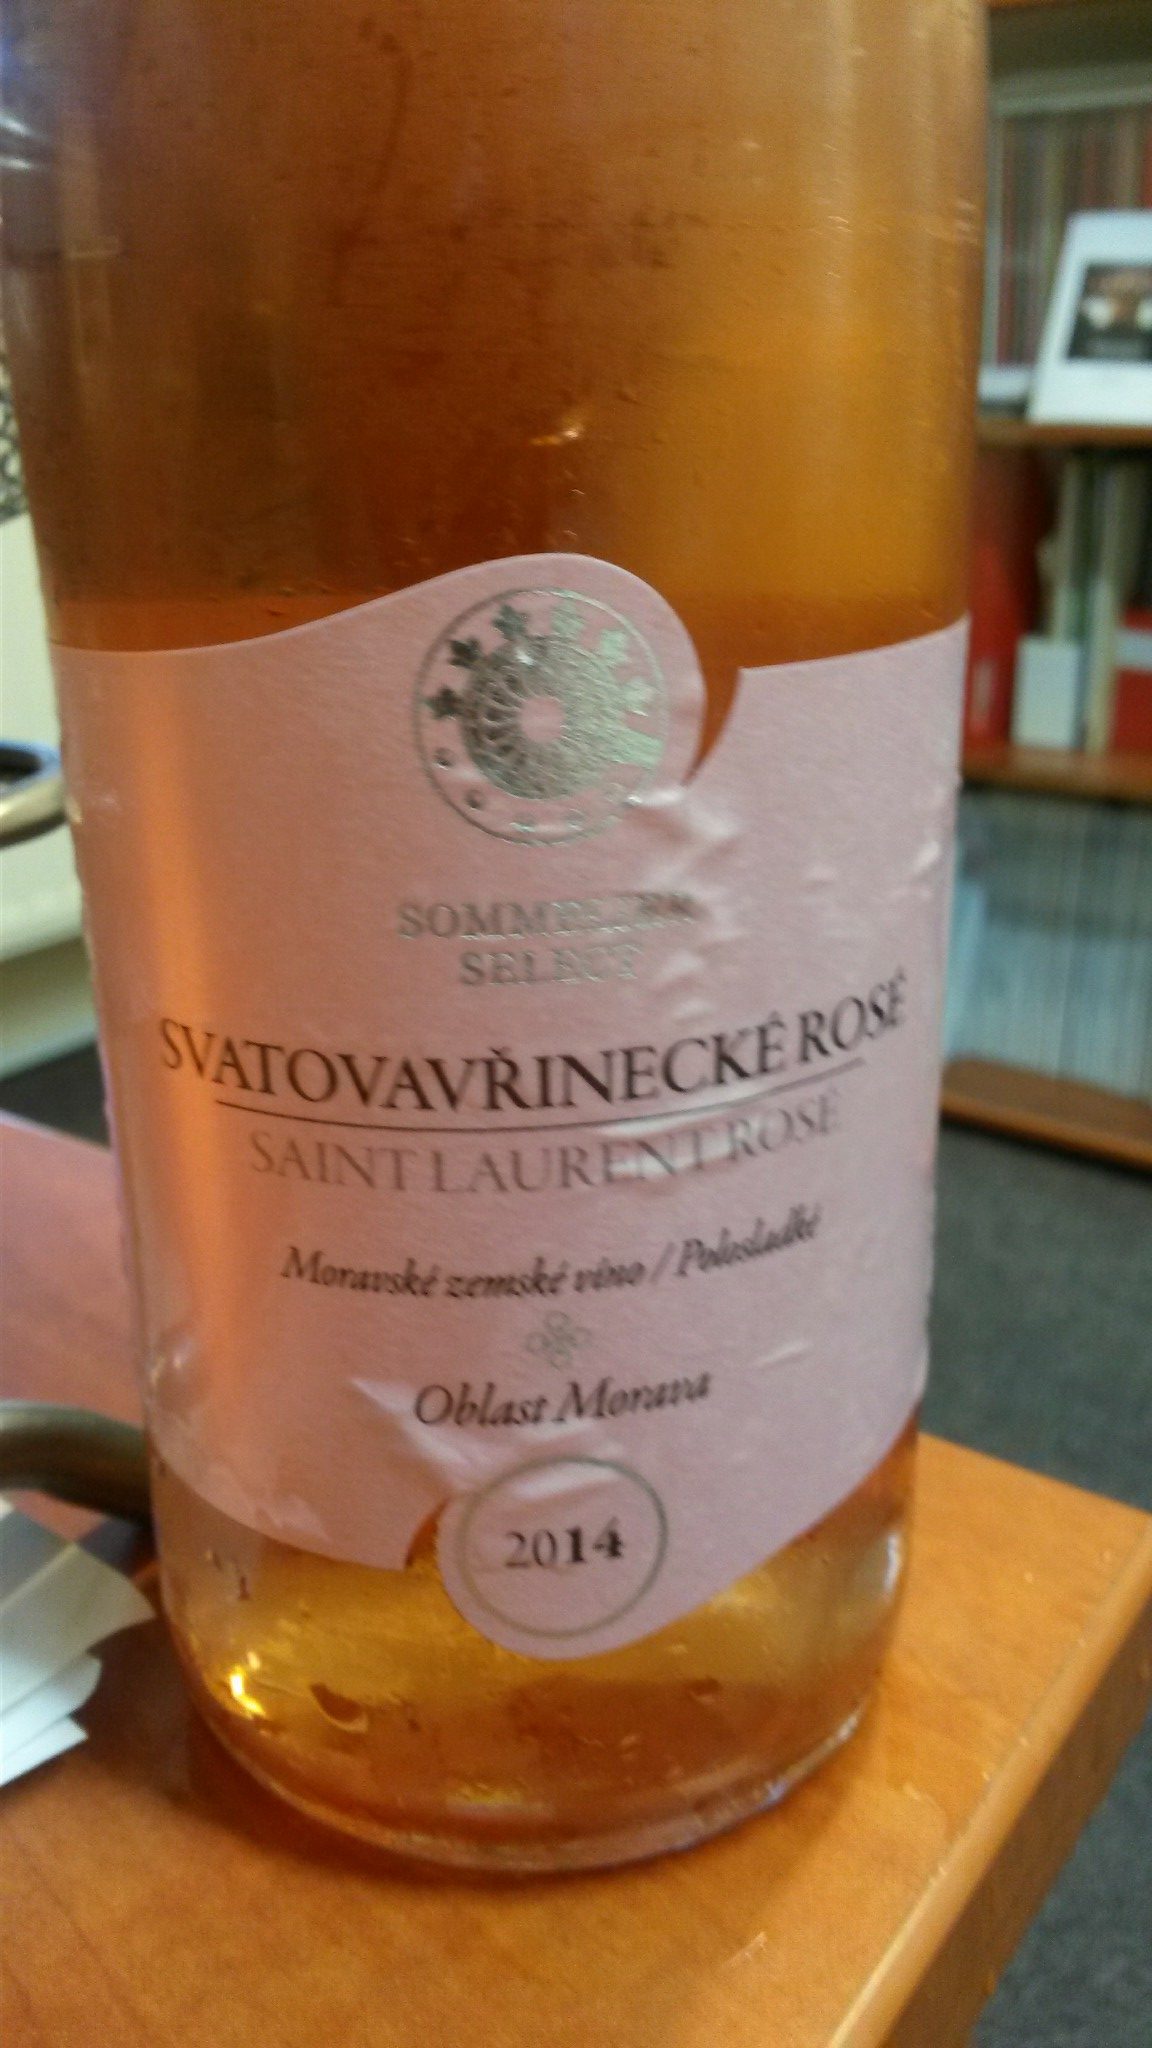 SOMMELIER
SELECT
SVATOVAVŘINECKÉ ROSÉ
SAINT LAURENT ROSÉ
Moravské zemské víno / Polosladké
Oblast Morava
2014